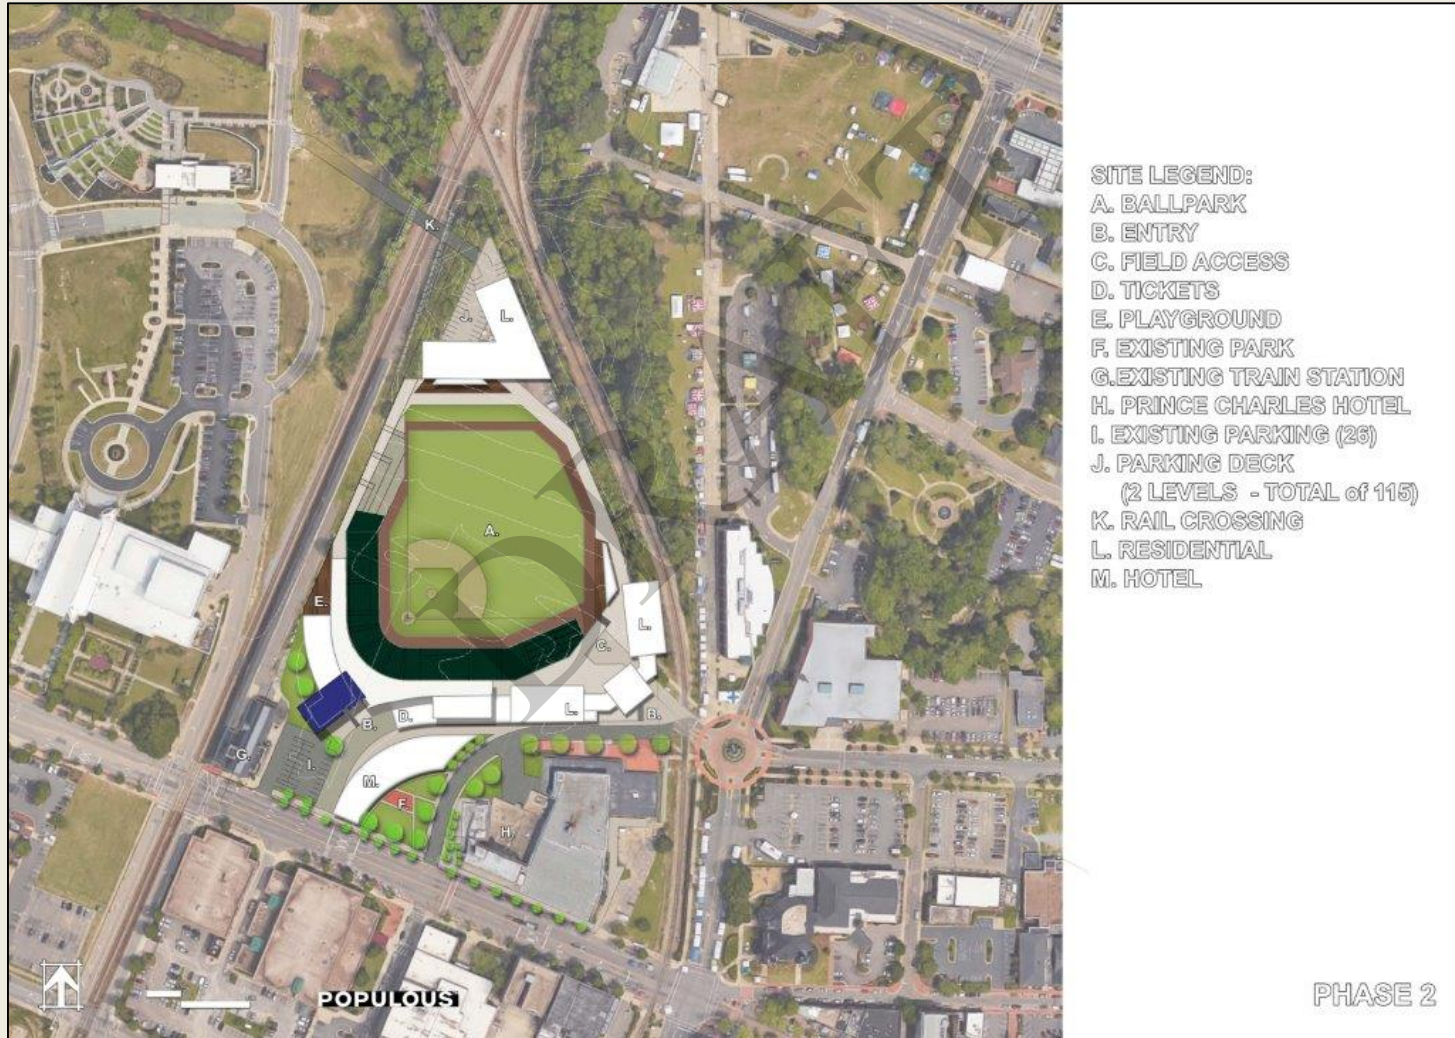 K.
J. L.
A.
E.
C. L.
B. D. L. B.
G. I. M. F. H.
DRAFT
POPULOUS
SITE LEGEND:
A. BALLPARK
B. ENTRY
C. FIELD ACCESS
D. TICKETS
E. PLAYGROUND
F. EXISTING PARK
G.EXISTING TRAIN STATION
H. PRINCE CHARLES HOTEL
I. EXISTING PARKING (26)
J. PARKING DECK
(2 LEVELS - TOTAL of 115)
K. RAIL CROSSING
L. RESIDENTIAL
M. HOTEL
PHASE 2